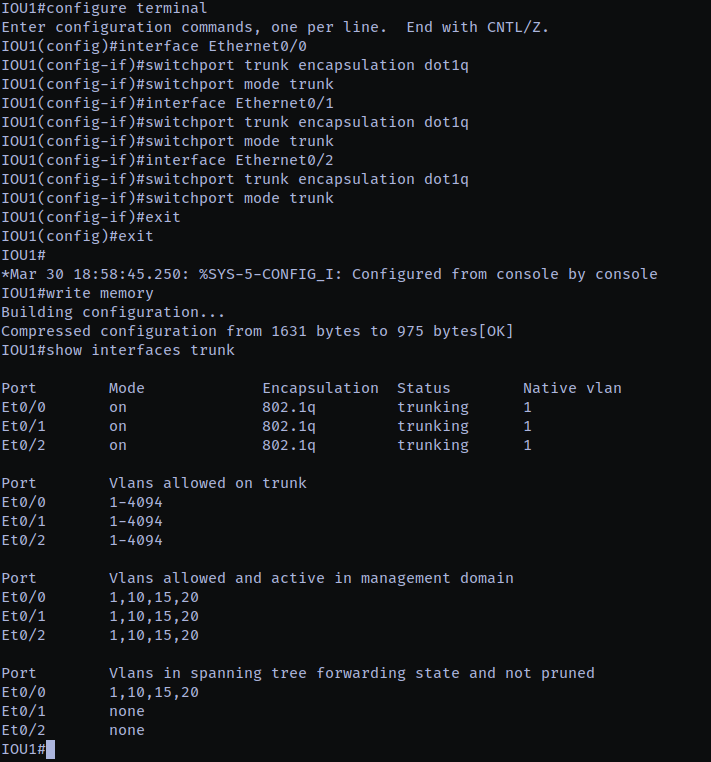 IOU1#configure terminal
Enter configuration commands, one per line.  End with CNTL/Z.
IOU1(config)#interface Ethernet0/0
IOU1(config-if)#switchport trunk encapsulation dot1q
IOU1(config-if)#switchport mode trunk
IOU1(config-if)#interface Ethernet0/1
IOU1(config-if)#switchport trunk encapsulation dot1q
IOU1(config-if)#switchport mode trunk
IOU1(config-if)#interface Ethernet0/2
IOU1(config-if)#switchport trunk encapsulation dot1q
IOU1(config-if)#switchport mode trunk
IOU1(config-if)#exit
IOU1(config)#exit
IOU1#
*Mar 30 18:58:45.250: %SYS-5-CONFIG_I: Configured from console by console
IOU1#write memory
Building configuration...
Compressed configuration from 1631 bytes to 975 bytes[OK]
IOU1#show interfaces trunk

Port        Mode             Encapsulation  Status        Native vlan
Et0/0       on               802.1q         trunking      1
Et0/1       on               802.1q         trunking      1
Et0/2       on               802.1q         trunking      1

Port        Vlans allowed on trunk
Et0/0       1-4094
Et0/1       1-4094
Et0/2       1-4094

Port        Vlans allowed and active in management domain
Et0/0       1,10,15,20
Et0/1       1,10,15,20
Et0/2       1,10,15,20

Port        Vlans in spanning tree forwarding state and not pruned
Et0/0       1,10,15,20
Et0/1       none
Et0/2       none
IOU1#